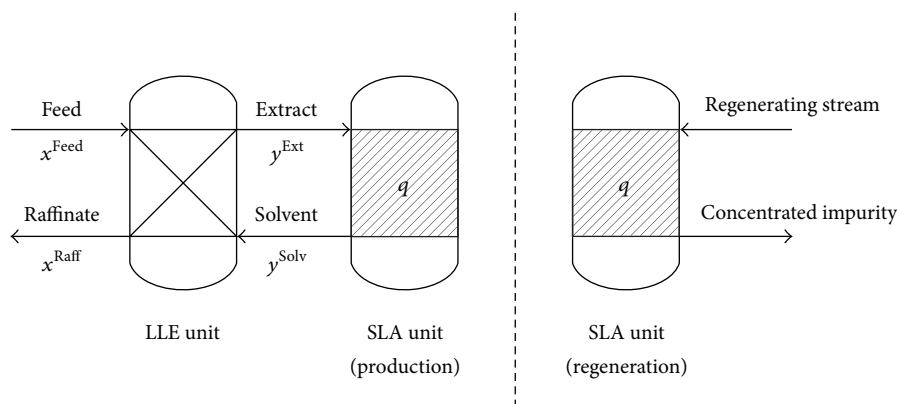 Feed
x^Feed
Raffinate
x^Raff
Extract
y^Ext
Solvent
y^Solv
q
LLE unit
SLA unit
(production)
Regenerating stream
q
Concentrated impurity
SLA unit
(regeneration)